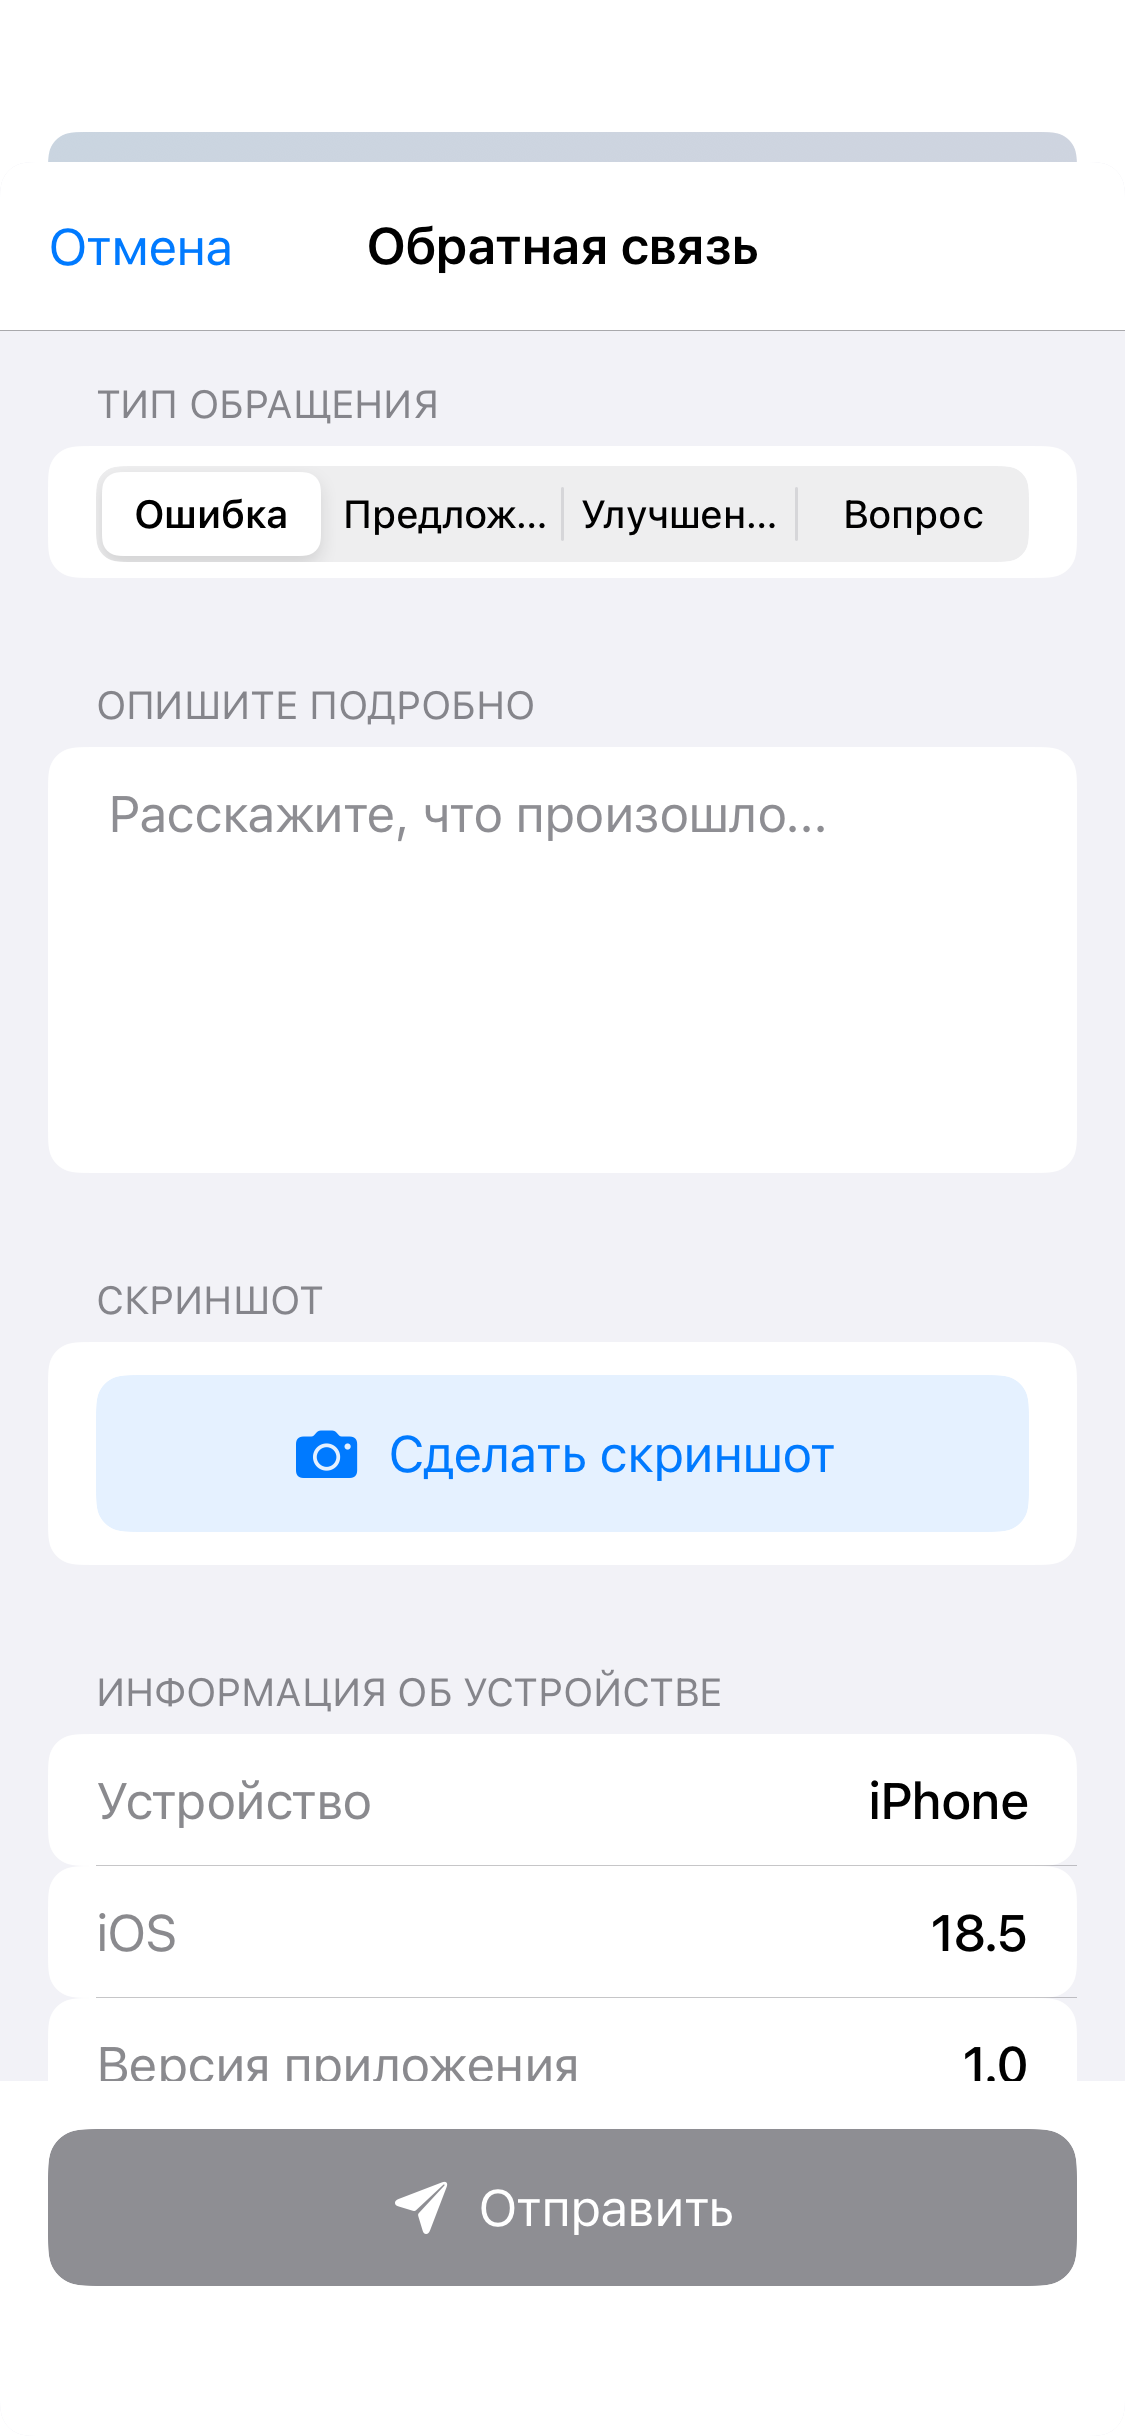 Отмена Обратная связь
ТИП ОБРАЩЕНИЯ
Ошибка Предлож... Улучшен... Вопрос
ОПИШИТЕ ПОДРОБНО
Расскажите, что произошло...
СКРИНШОТ
Сделать скриншот
ИНФОРМАЦИЯ ОБ УСТРОЙСТВЕ
Устройство iPhone
iOS 18.5
Версия приложения 1.0
Отправить